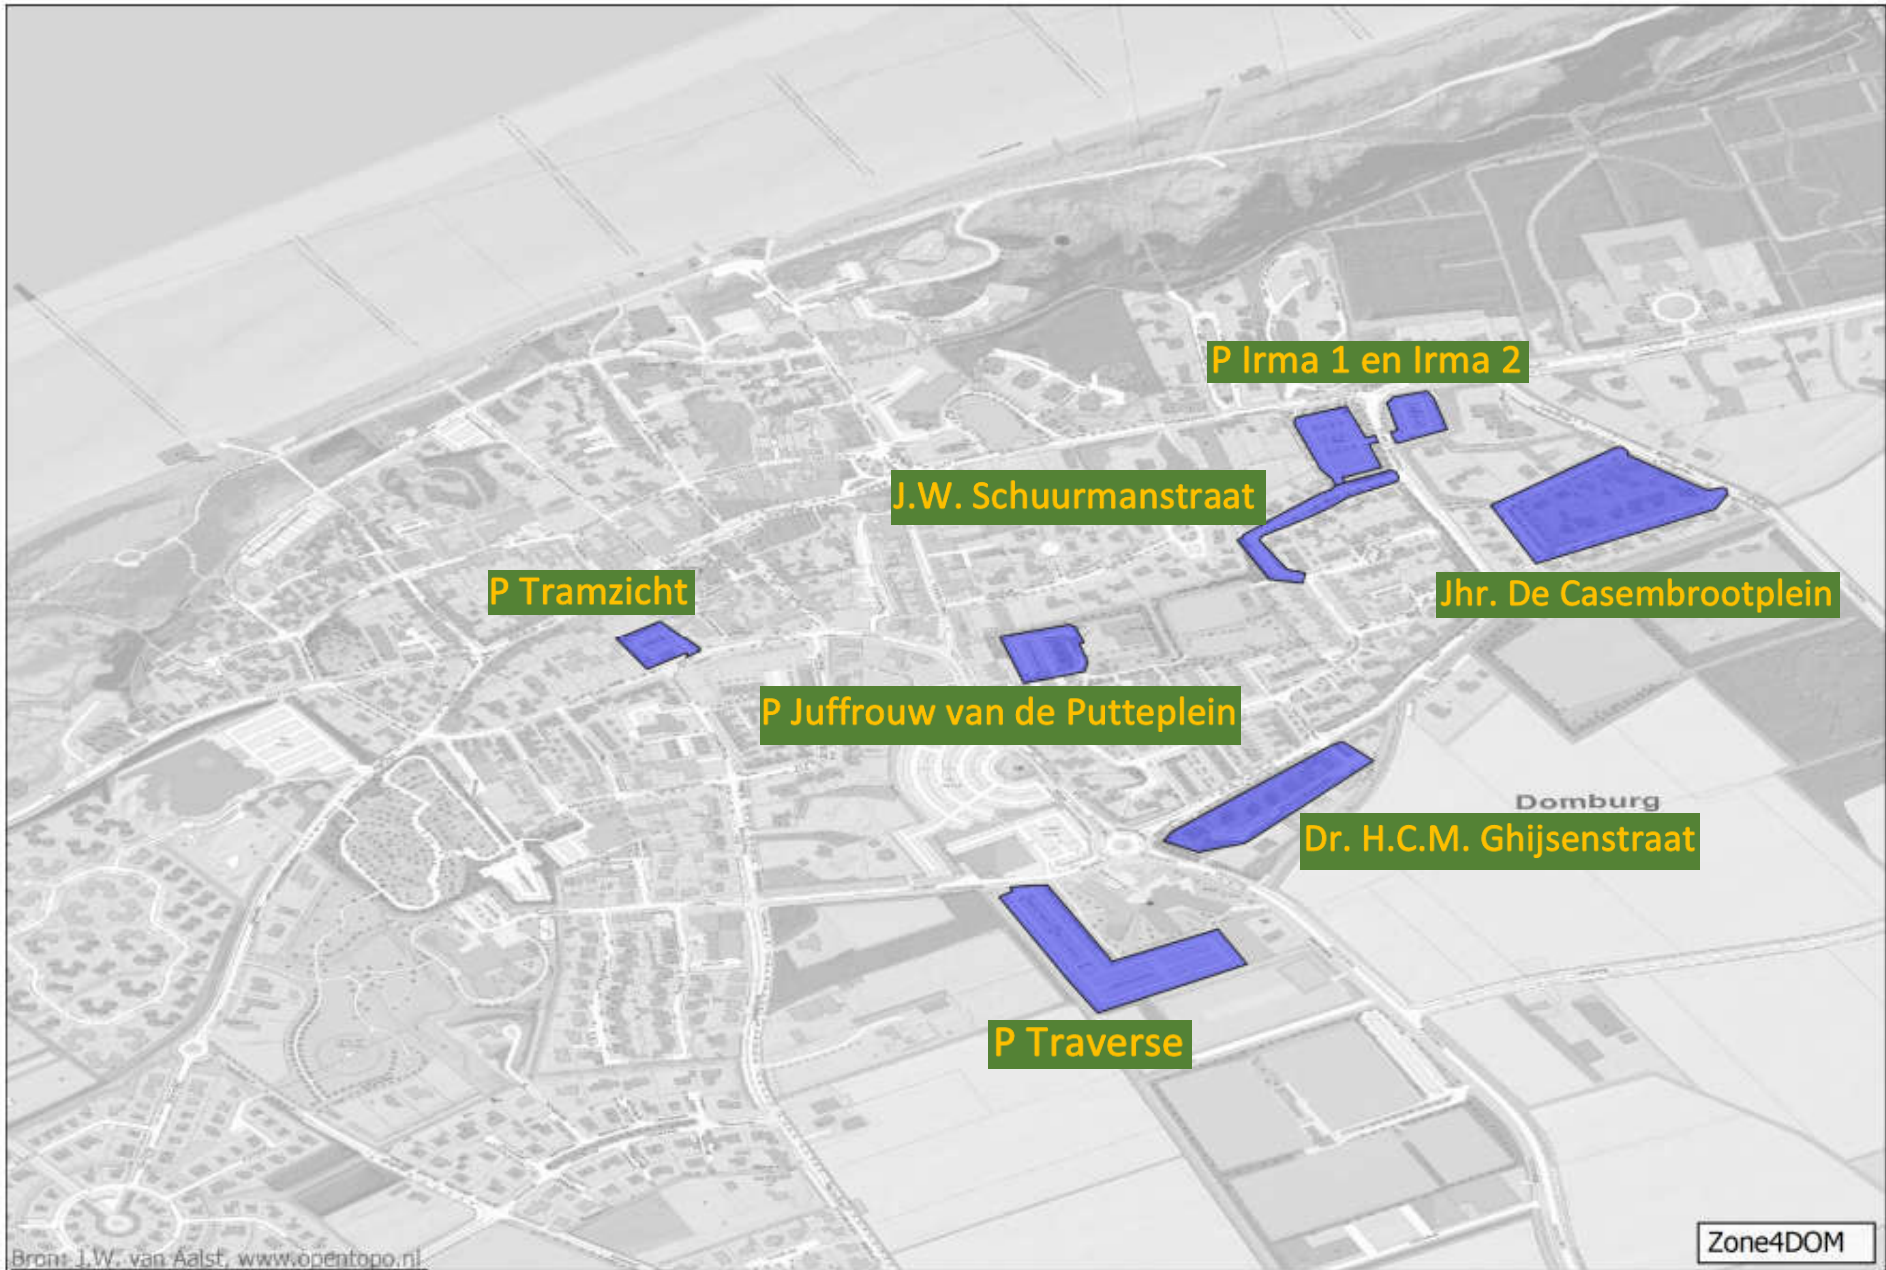 P Irma 1 en Irma 2
J.W. Schuurmanstraat
P Tramzicht
Jhr. De Casembrootplein
P Juffrouw van de Putteplein
Domburg
Dr. H.C.M. Ghijsenstraat
P Traverse
Zone4DOM
Bron: J.W. van Aalst, www.opentopo.nl